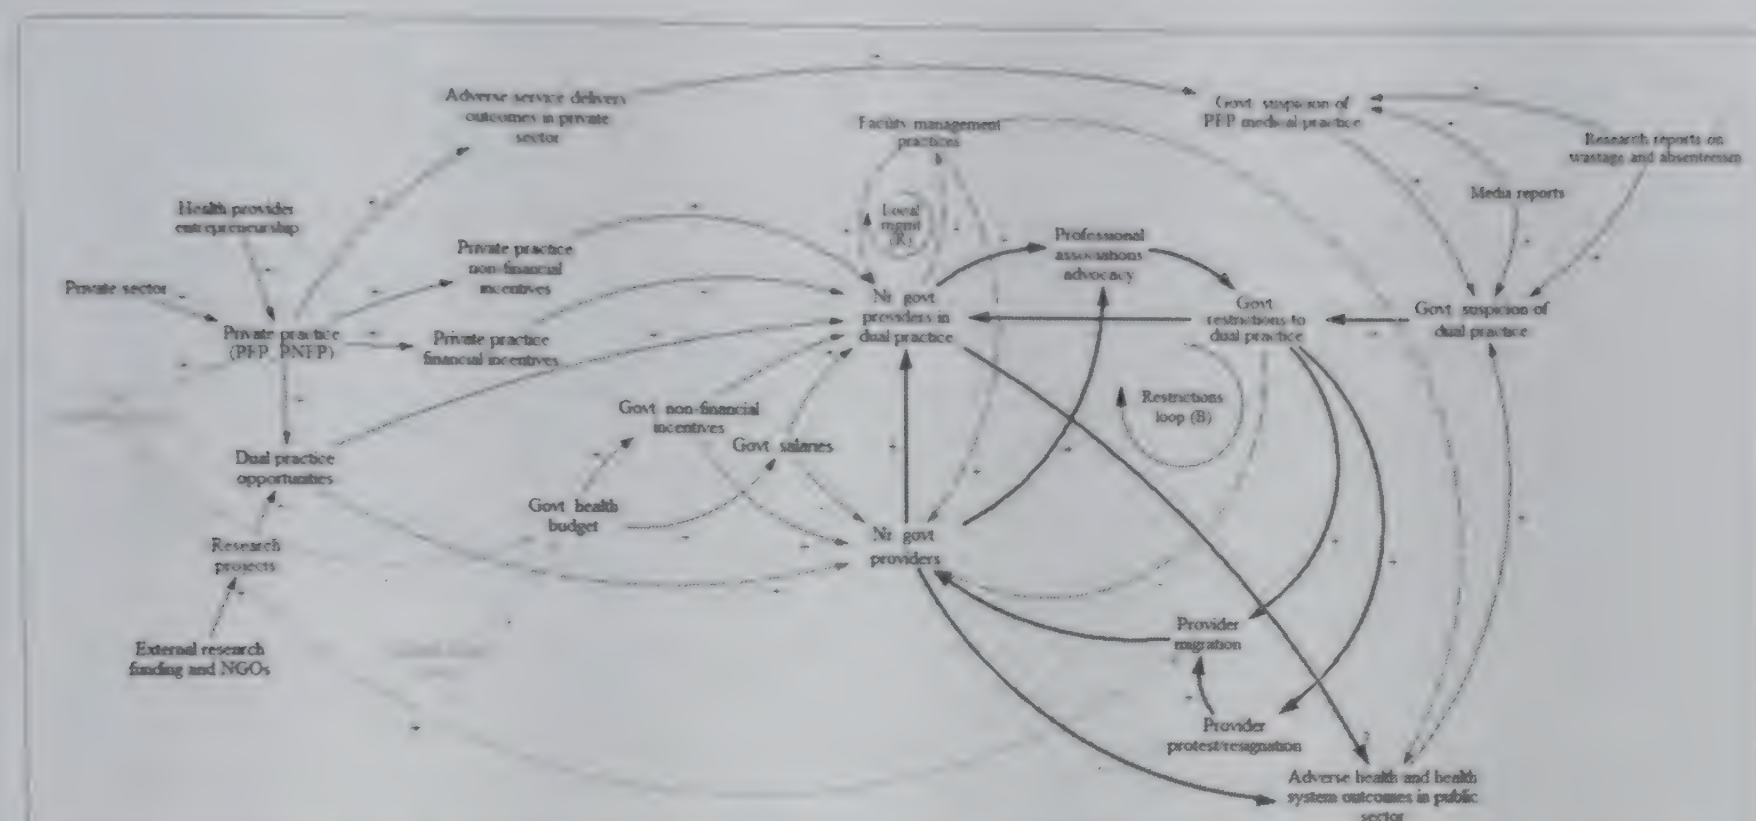 Adverse service delivery
outcomes in private
sector
Govt suspicion of
PFP medical practice
Facility management
practices
Research reports on
wastage and absenteeism
Media reports
Health provider
entrepreneurship
Local
mgmt
(R)
Private practice
non-financial
incentives
Professional
associations
advocacy
Private sector
Nr govt
providers in
dual practice
Govt
restrictions to
dual practice
Govt suspicion of
dual practice
Private practice
(PFP, PNFP)
Private practice
financial incentives
Restrictions
loop (B)
Govt non-financial
incentives
Govt salaries
Dual practice
opportunities
Govt health
budget
Nr govt
providers
Research
projects
External research
funding and NGOs
Provider
migration
Provider
protest/resignation
Adverse health and health
system outcomes in public
sector